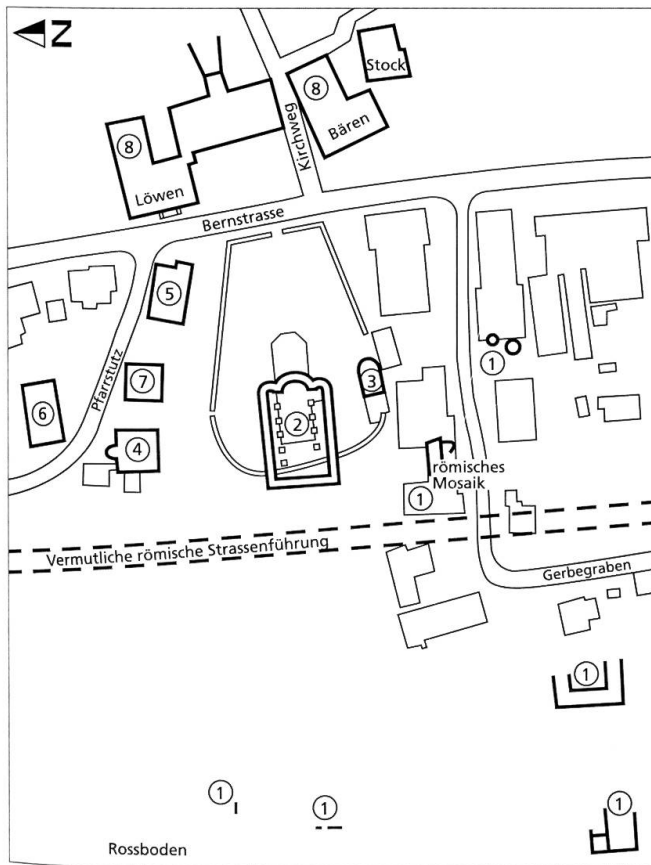 N
Stock
8
8
Bären
Kirchweg
Löwen
Bernstrasse
5
1
Pfarrstutz
7
3
6
2
4
römisches
Mosaik
1
Vermutliche römische Strassenführung
Gerbegraben
1
1
1
1
Rossboden